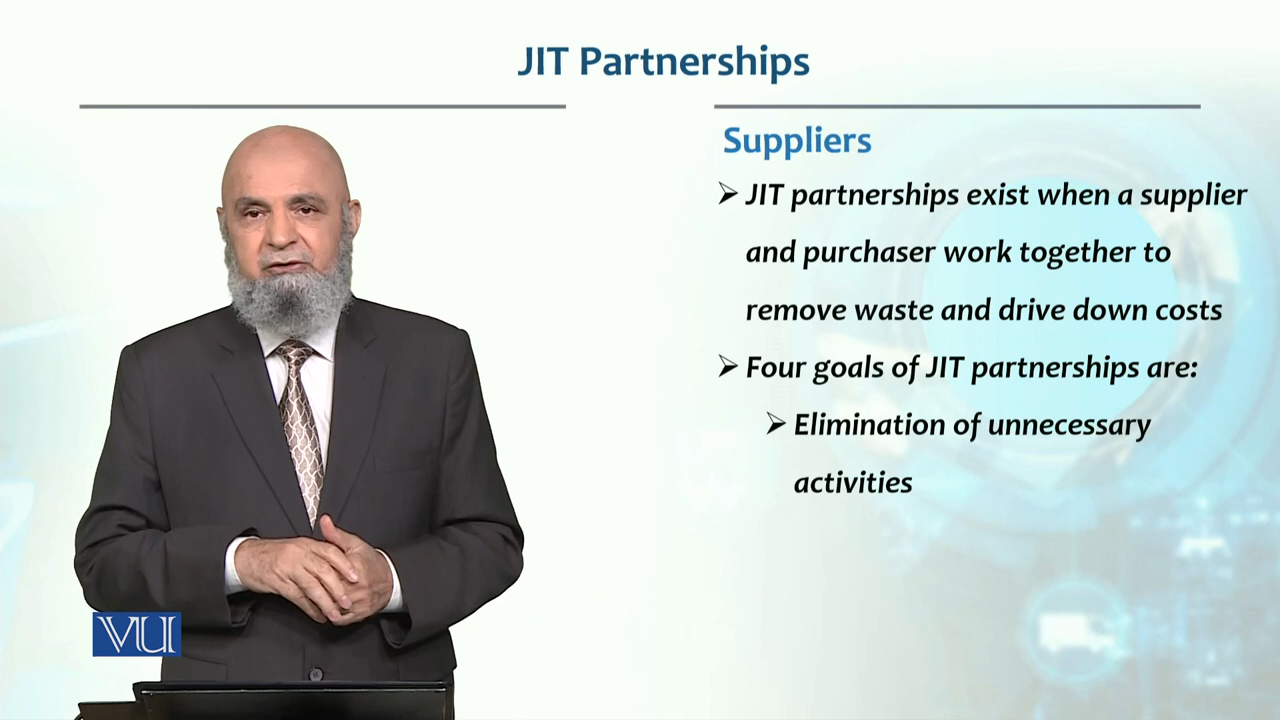 JIT Partnerships
Suppliers
➢ JIT partnerships exist when a supplier
and purchaser work together to
remove waste and drive down costs
➢ Four goals of JIT partnerships are:
➢ Elimination of unnecessary
activities
VU